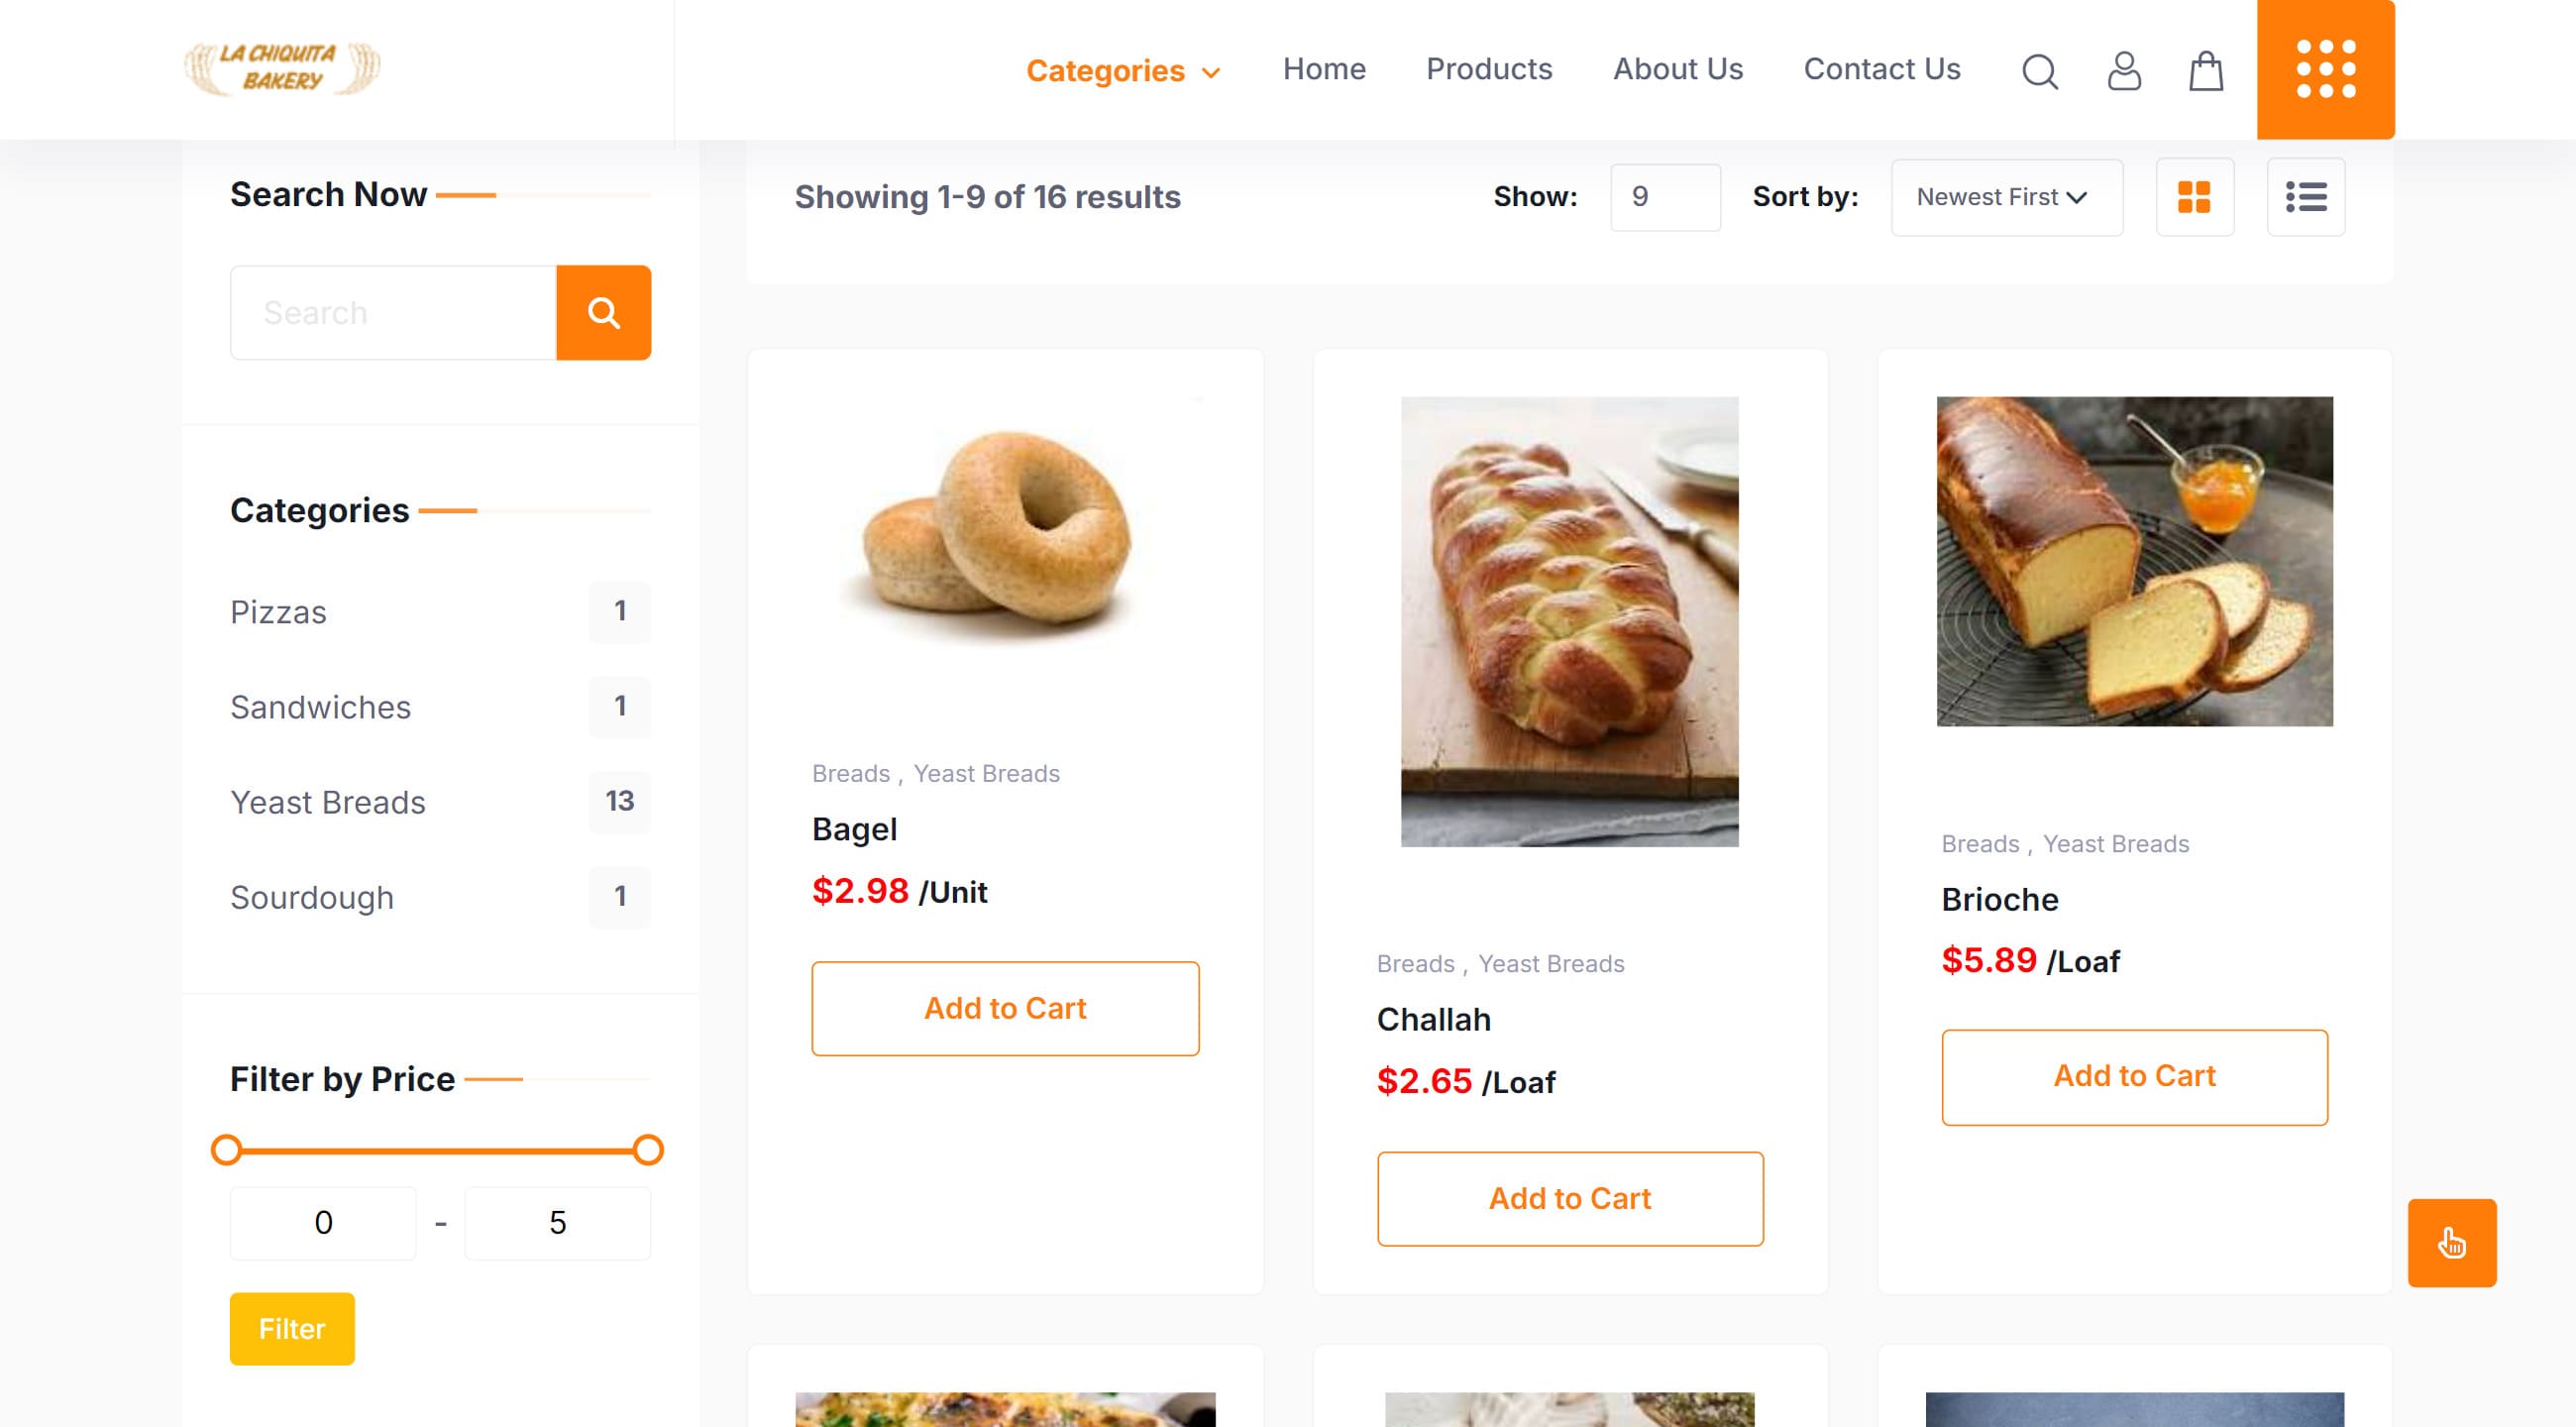 LA CHIQUITA
BAKERY
Categories
Home
Products
About Us
Contact Us
Search Now
Search
Categories
Pizzas 1
Sandwiches 1
Yeast Breads 13
Sourdough 1
Filter by Price
0 - 5
Filter
Showing 1-9 of 16 results
Show: 9
Sort by: Newest First
Breads , Yeast Breads
Bagel
$2.98 /Unit
Add to Cart
Breads , Yeast Breads
Challah
$2.65 /Loaf
Add to Cart
Breads , Yeast Breads
Brioche
$5.89 /Loaf
Add to Cart